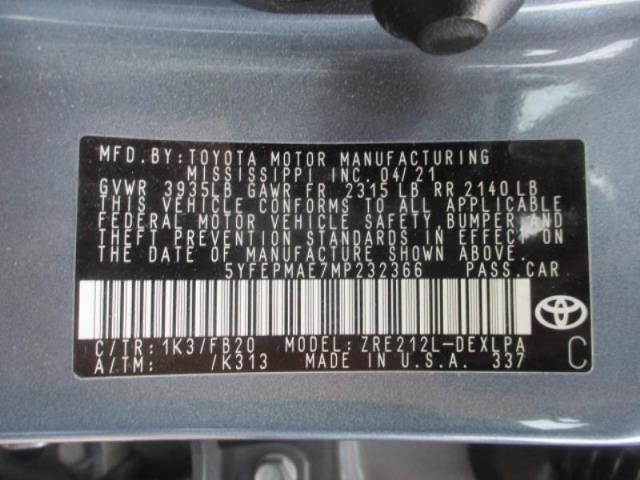 MFD.BY: TOYOTA MOTOR MANUFACTURING
MISSISSIPPI INC. 04/21
GVWR 3935LB GAWR FR 2315 LB RR 2140 LB
THIS VEHICLE CONFORMS TO ALL APPLICABLE
FEDERAL MOTOR VEHICLE SAFETY, BUMPER AND
THEFT PREVENTION STANDARDS IN EFFECT ON
THE DATE OF MANUFACTURE SHOWN ABOVE.
5YFEPMAE7MP232366 PASS.CAR
C/TR: 1K3/FB20 MODEL: ZRE212L-DEXLPA
A/TM: /K313 MADE IN U.S.A. 337
C